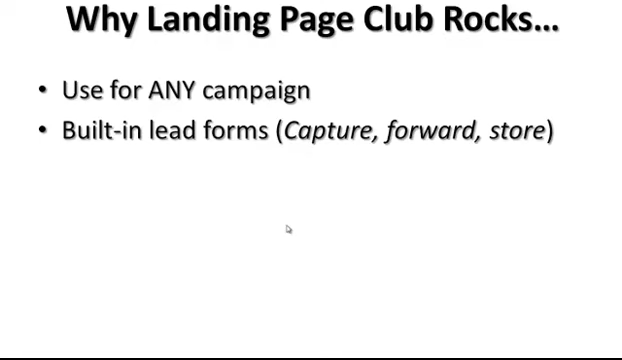 Why Landing Page Club Rocks…
• Use for ANY campaign
• Built-in lead forms (Capture, forward, store)